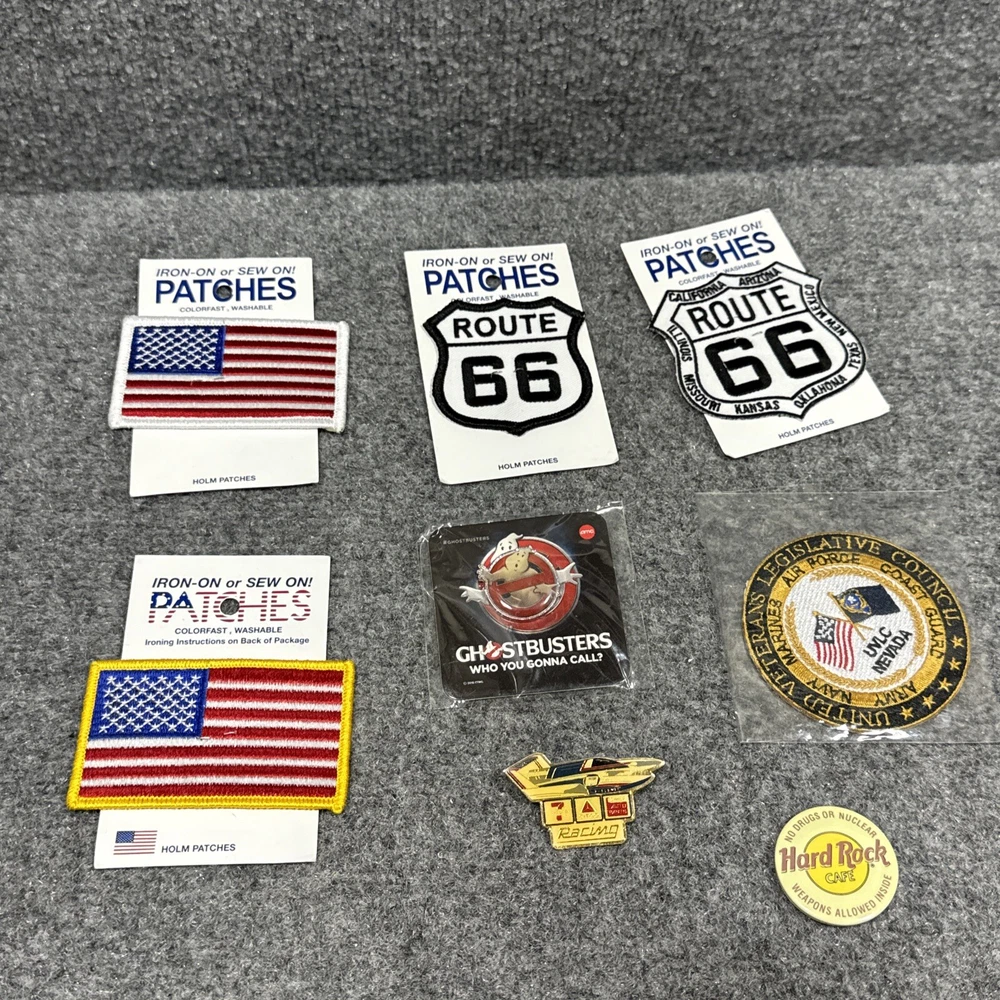 IRON-ON or SEW ON!
PATCHES
COLORFAST , WASHABLE
HOLM PATCHES
IRON-ON or SEW ON!
PATCHES
COLORFAST , WASHABLE
ROUTE
66
HOLM PATCHES
IRON-ON or SEW ON!
PATCHES
COLORFAST , WASHABLE
CALIFORNIA ARIZONA NEW MEXICO TEXAS OKLAHOMA KANSAS MISSOURI ILLINOIS
ROUTE
66
HOLM PATCHES
IRON-ON or SEW ON!
PATCHES
COLORFAST , WASHABLE
Ironing Instructions on Back of Package
HOLM PATCHES
@GHOSTBUSTERS
GHOSTBUSTERS
WHO YOU GONNA CALL?
UNITED VETERANS LEGISLATIVE COUNCIL
MARINES AIR FORCE COAST GUARD ARMY NAVY
UVLC
NEVADA
Racing
NO DRUGS OR NUCLEAR
Hard Rock
CAFE
WEAPONS ALLOWED INSIDE